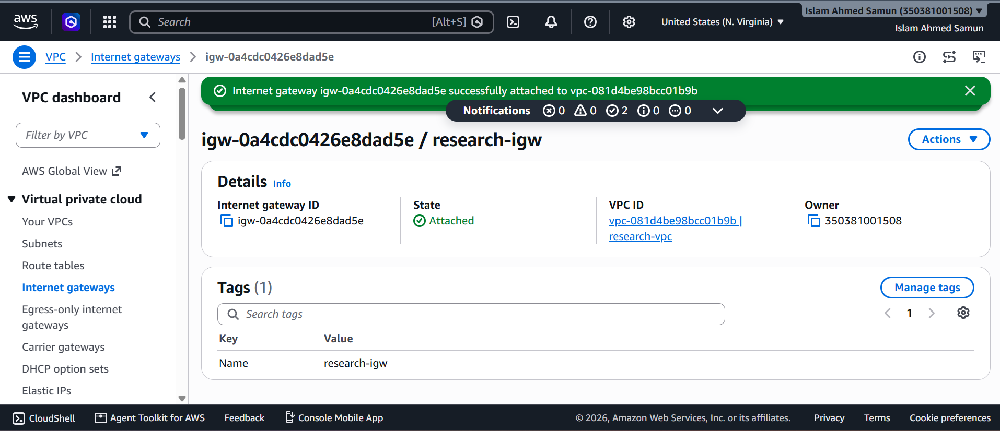 aws
Search [Alt+S]
United States (N. Virginia)
Islam Ahmed Samun (350381001508)
Islam Ahmed Samun
VPC
Internet gateways
igw-0a4cdc0426e8dad5e
VPC dashboard
Filter by VPC
AWS Global View
Virtual private cloud
Your VPCs
Subnets
Route tables
Internet gateways
Egress-only internet
gateways
Carrier gateways
DHCP option sets
Elastic IPs
Internet gateway igw-0a4cdc0426e8dad5e successfully attached to vpc-081d4be98bcc01b9b
Notifications 0 0 2 0 0
igw-0a4cdc0426e8dad5e / research-igw
Actions
Details Info
Internet gateway ID
igw-0a4cdc0426e8dad5e
State
Attached
VPC ID
vpc-081d4be98bcc01b9b |
research-vpc
Owner
350381001508
Tags (1)
Manage tags
Search tags
1
Key Value
Name research-igw
CloudShell
Agent Toolkit for AWS
Feedback
Console Mobile App
© 2026, Amazon Web Services, Inc. or its affiliates.
Privacy
Terms
Cookie preferences